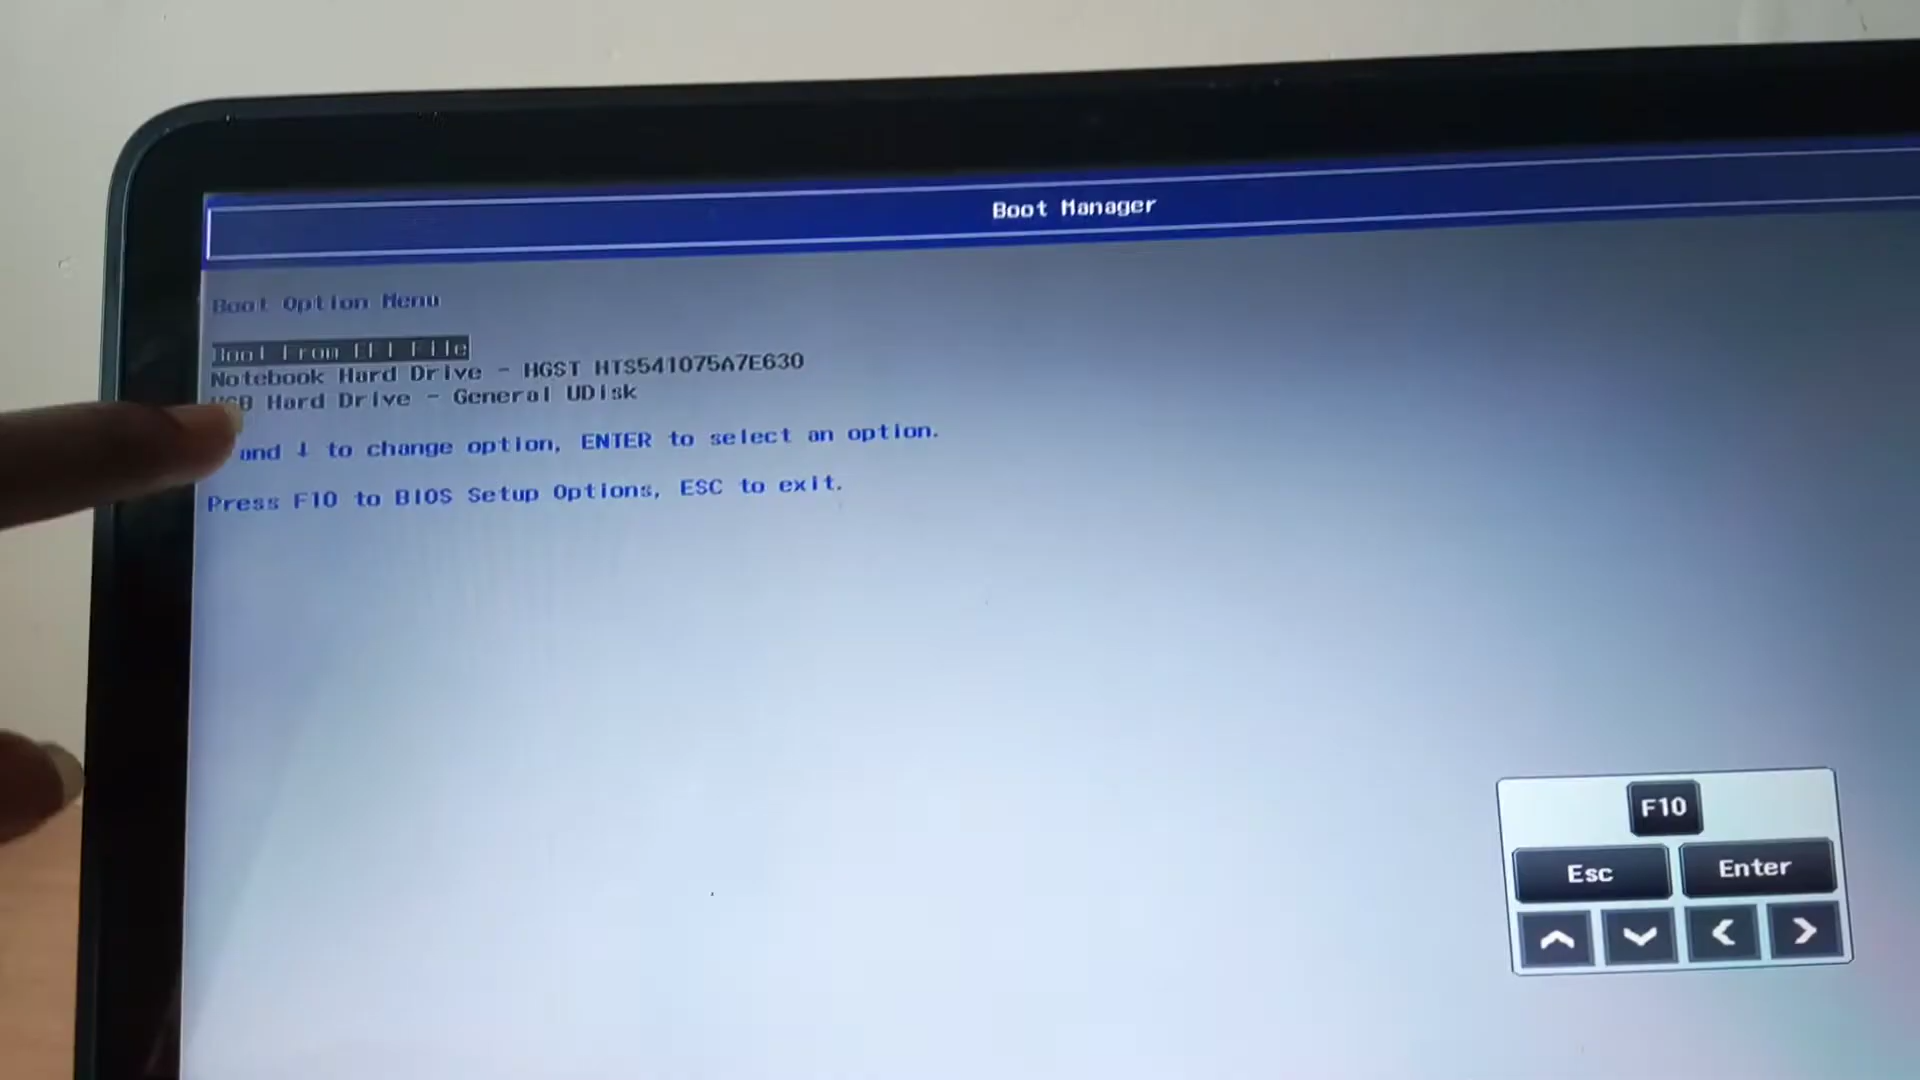 Boot Manager
Boot Option Menu
Boot From EFI File
Notebook Hard Drive - HGST HTS541075A7E630
USB Hard Drive - General UDisk
and ↓ to change option, ENTER to select an option.
Press F10 to BIOS Setup Options, ESC to exit.
F10
Esc
Enter